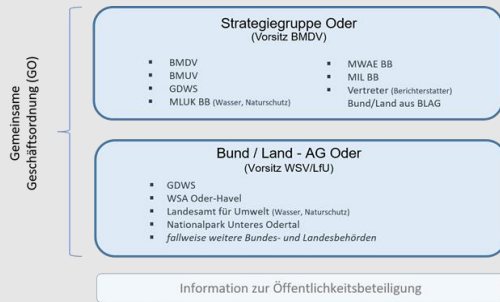 Gemeinsame
Geschäftsordnung (GO)
Strategiegruppe Oder
(Vorsitz BMDV)
▪ BMDV
▪ BMUV
▪ GDWS
▪ MLUK BB (Wasser, Naturschutz)
▪ MWAE BB
▪ MIL BB
▪ Vertreter (Berichterstatter)
Bund/Land aus BLAG
Bund / Land - AG Oder
(Vorsitz WSV/LfU)
▪ GDWS
▪ WSA Oder-Havel
▪ Landesamt für Umwelt (Wasser, Naturschutz)
▪ Nationalpark Unteres Odertal
▪ fallweise weitere Bundes- und Landesbehörden
Information zur Öffentlichkeitsbeteiligung